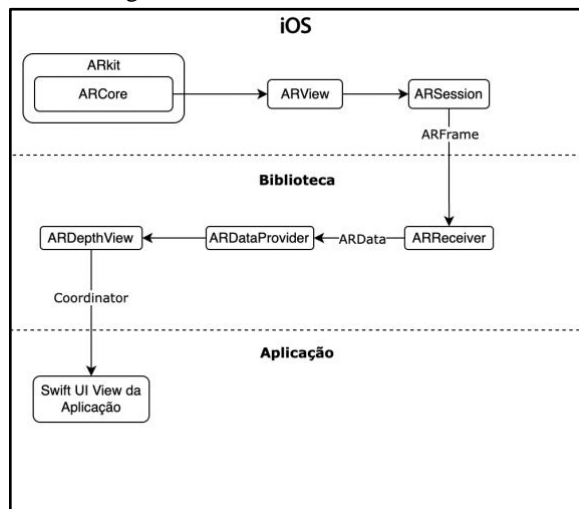 iOS
ARkit
ARCore
ARView
ARSession
ARFrame
Biblioteca
ARDepthView
ARDataProvider
ARData
ARReceiver
Coordinator
Aplicação
Swift UI View da
Aplicação